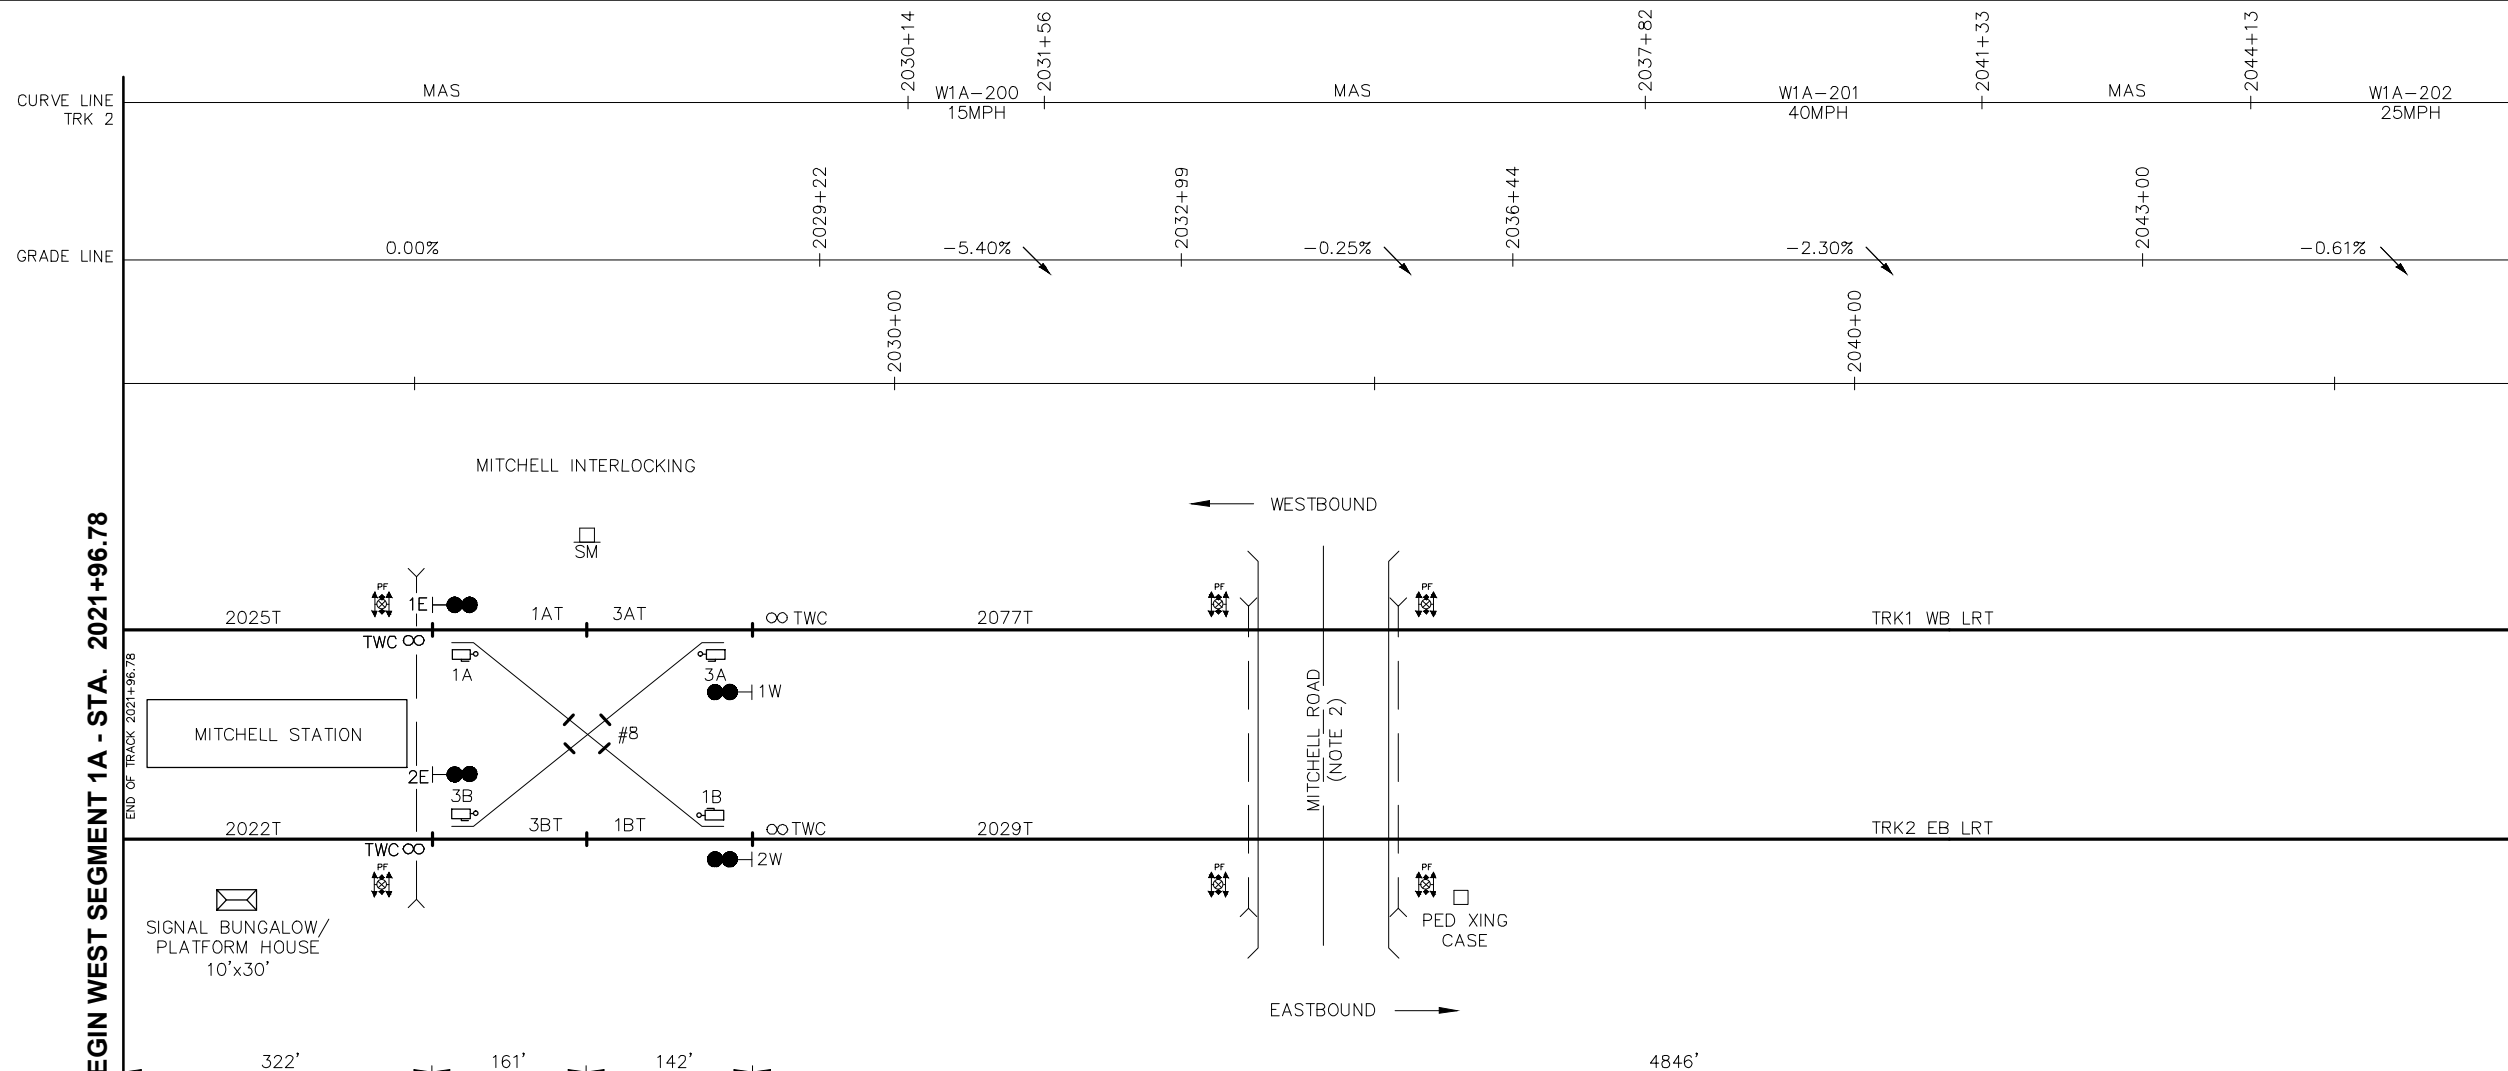 2030+14
2031+56
2037+82
2041+33
2044+13
CURVE LINE
TRK 2
MAS
W1A-200
15MPH
MAS
W1A-201
40MPH
MAS
W1A-202
25MPH
2029+22
2032+99
2036+44
2043+00
GRADE LINE
0.00%
-5.40%
-0.25%
-2.30%
-0.61%
2030+00
2040+00
MITCHELL INTERLOCKING
WESTBOUND
SM
EGIN WEST SEGMENT 1A - STA. 2021+96.78
END OF TRACK 2021+96.78
PF
1E
PF
PF
2025T
1AT
3AT
∞ TWC
2077T
TRK1 WB LRT
TWC ∞
1A
3A
1W
MITCHELL STATION
#8
MITCHELL ROAD
(NOTE 2)
2E
3B
1B
2022T
3BT
1BT
∞ TWC
2029T
TRK2 EB LRT
TWC ∞
2W
PF
PF
PF
SIGNAL BUNGALOW/
PLATFORM HOUSE
10'x30'
PED XING
CASE
EASTBOUND
322'
161'
142'
4846'